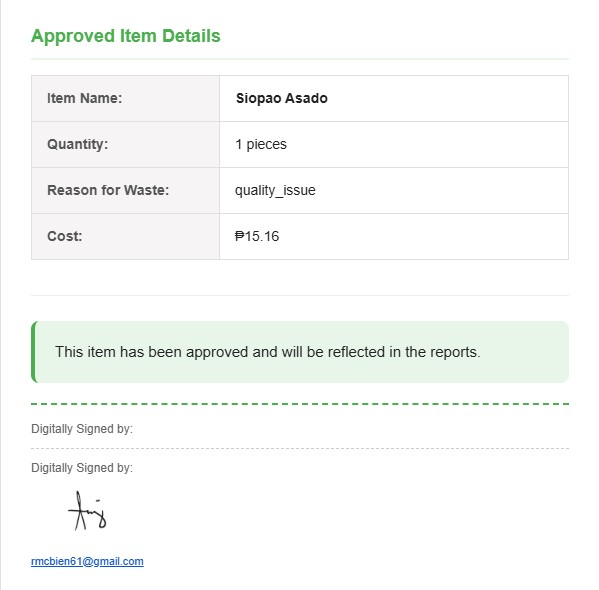 Approved Item Details
Item Name: Siopao Asado
Quantity: 1 pieces
Reason for Waste: quality_issue
Cost: ₱15.16
This item has been approved and will be reflected in the reports.
Digitally Signed by:
Digitally Signed by:
rmcbien61@gmail.com